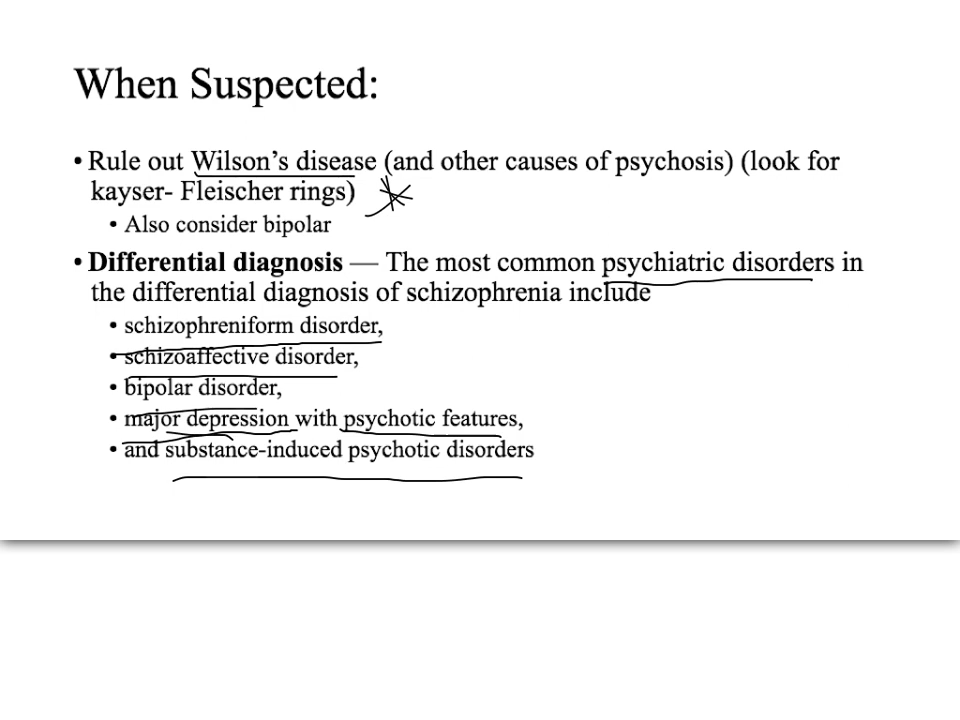 When Suspected:
• Rule out Wilson’s disease (and other causes of psychosis) (look for
kayser- Fleischer rings)
• Also consider bipolar
• Differential diagnosis — The most common psychiatric disorders in
the differential diagnosis of schizophrenia include
• schizophreniform disorder,
• schizoaffective disorder,
• bipolar disorder,
• major depression with psychotic features,
• and substance-induced psychotic disorders